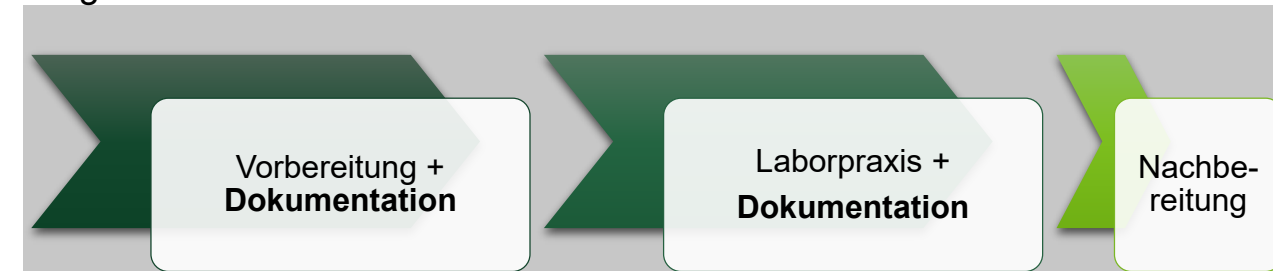 Vorbereitung +
Dokumentation
Laborpraxis +
Dokumentation
Nachbe-
reitung